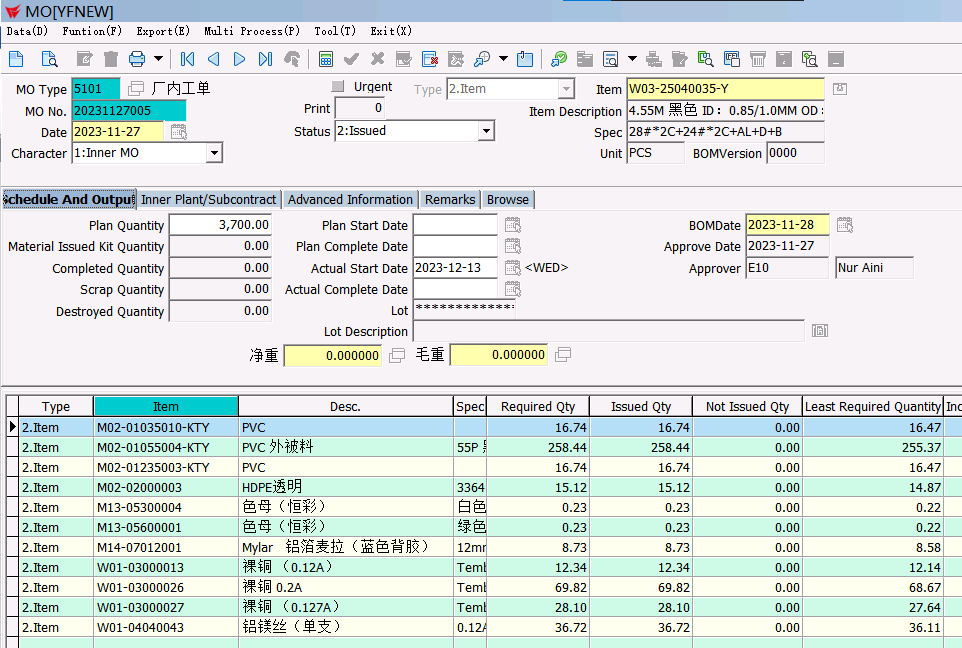 MO[YFNEW]
Data(D) Funtion(F) Export(E) Multi Process(P) Tool(T) Exit(X)
MO Type 5101 厂内工单 Urgent Type 2.Item Item W03-25040035-Y
MO No. 20231127005 Print 0 Item Description 4.55M 黑色 ID：0.85/1.0MM OD：
Date 2023-11-27 Status 2:Issued Spec 28#*2C+24#*2C+AL+D+B
Character 1:Inner MO Unit PCS BOMVersion 0000
Schedule And Output Inner Plant/Subcontract Advanced Information Remarks Browse
Plan Quantity 3,700.00 Plan Start Date BOMDate 2023-11-28
Material Issued Kit Quantity 0.00 Plan Complete Date Approve Date 2023-11-27
Completed Quantity 0.00 Actual Start Date 2023-12-13 <WED> Approver E10 Nur Aini
Scrap Quantity 0.00 Actual Complete Date
Destroyed Quantity 0.00 Lot ************
Lot Description
净重 0.000000 毛重 0.000000
Type Item Desc. Spec Required Qty Issued Qty Not Issued Qty Least Required Quantity Inc
2.Item M02-01035010-KTY PVC 16.74 16.74 0.00 16.47
2.Item M02-01055004-KTY PVC 外被料 55P 258.44 258.44 0.00 255.37
2.Item M02-01235003-KTY PVC 16.74 16.74 0.00 16.47
2.Item M02-02000003 HDPE透明 3364 15.12 15.12 0.00 14.87
2.Item M13-05300004 色母（恒彩） 白色 0.23 0.23 0.00 0.22
2.Item M13-05600001 色母（恒彩） 绿色 0.23 0.23 0.00 0.22
2.Item M14-07012001 Mylar 铝箔麦拉（蓝色背胶） 12mm 8.73 8.73 0.00 8.58
2.Item W01-03000013 裸铜 （0.12A） Temb 12.34 12.34 0.00 12.14
2.Item W01-03000026 裸铜 0.2A Temb 69.82 69.82 0.00 68.67
2.Item W01-03000027 裸铜 （0.127A） Temb 28.10 28.10 0.00 27.64
2.Item W01-04040043 铝镁丝（单支） 0.12A 36.72 36.72 0.00 36.11